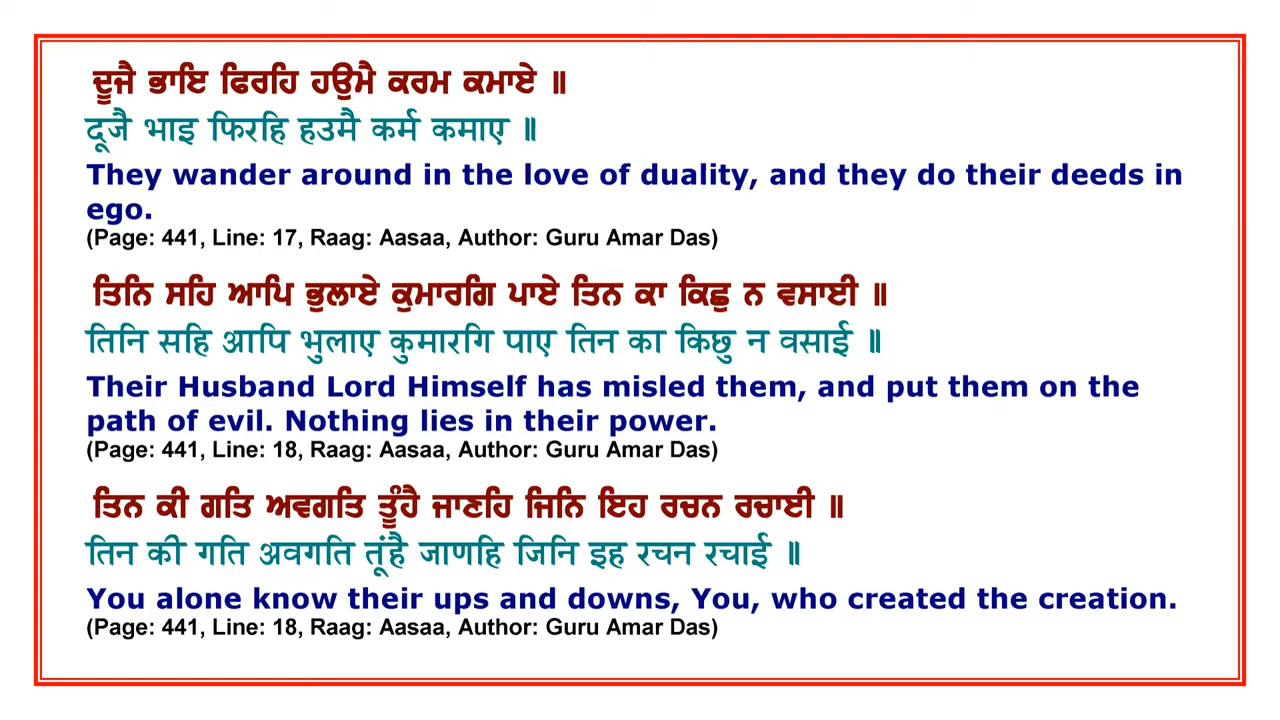 ਦੂਜੈ ਭਾਇ ਫਿਰਹਿ ਹਉਮੈ ਕਰਮ ਕਮਾਏ ॥
दूजै भाइ फिरहि हउमै कर्म कमाए ॥
They wander around in the love of duality, and they do their deeds in
ego.
(Page: 441, Line: 17, Raag: Aasaa, Author: Guru Amar Das)
ਤਿਨਿ ਸਹਿ ਆਪਿ ਭੁਲਾਏ ਕੁਮਾਰਗਿ ਪਾਏ ਤਿਨ ਕਾ ਕਿਛੁ ਨ ਵਸਾਈ ॥
तिनि सहि आपि भुलाए कुमारगि पाए तिन का किछु न वसाई ॥
Their Husband Lord Himself has misled them, and put them on the
path of evil. Nothing lies in their power.
(Page: 441, Line: 18, Raag: Aasaa, Author: Guru Amar Das)
ਤਿਨ ਕੀ ਗਤਿ ਅਵਗਤਿ ਤੂੰਹੈ ਜਾਣਹਿ ਜਿਨਿ ਇਹ ਰਚਨ ਰਚਾਈ ॥
तिन की गति अवगति तूंहै जाणहि जिनि इह रचन रचाई ॥
You alone know their ups and downs, You, who created the creation.
(Page: 441, Line: 18, Raag: Aasaa, Author: Guru Amar Das)